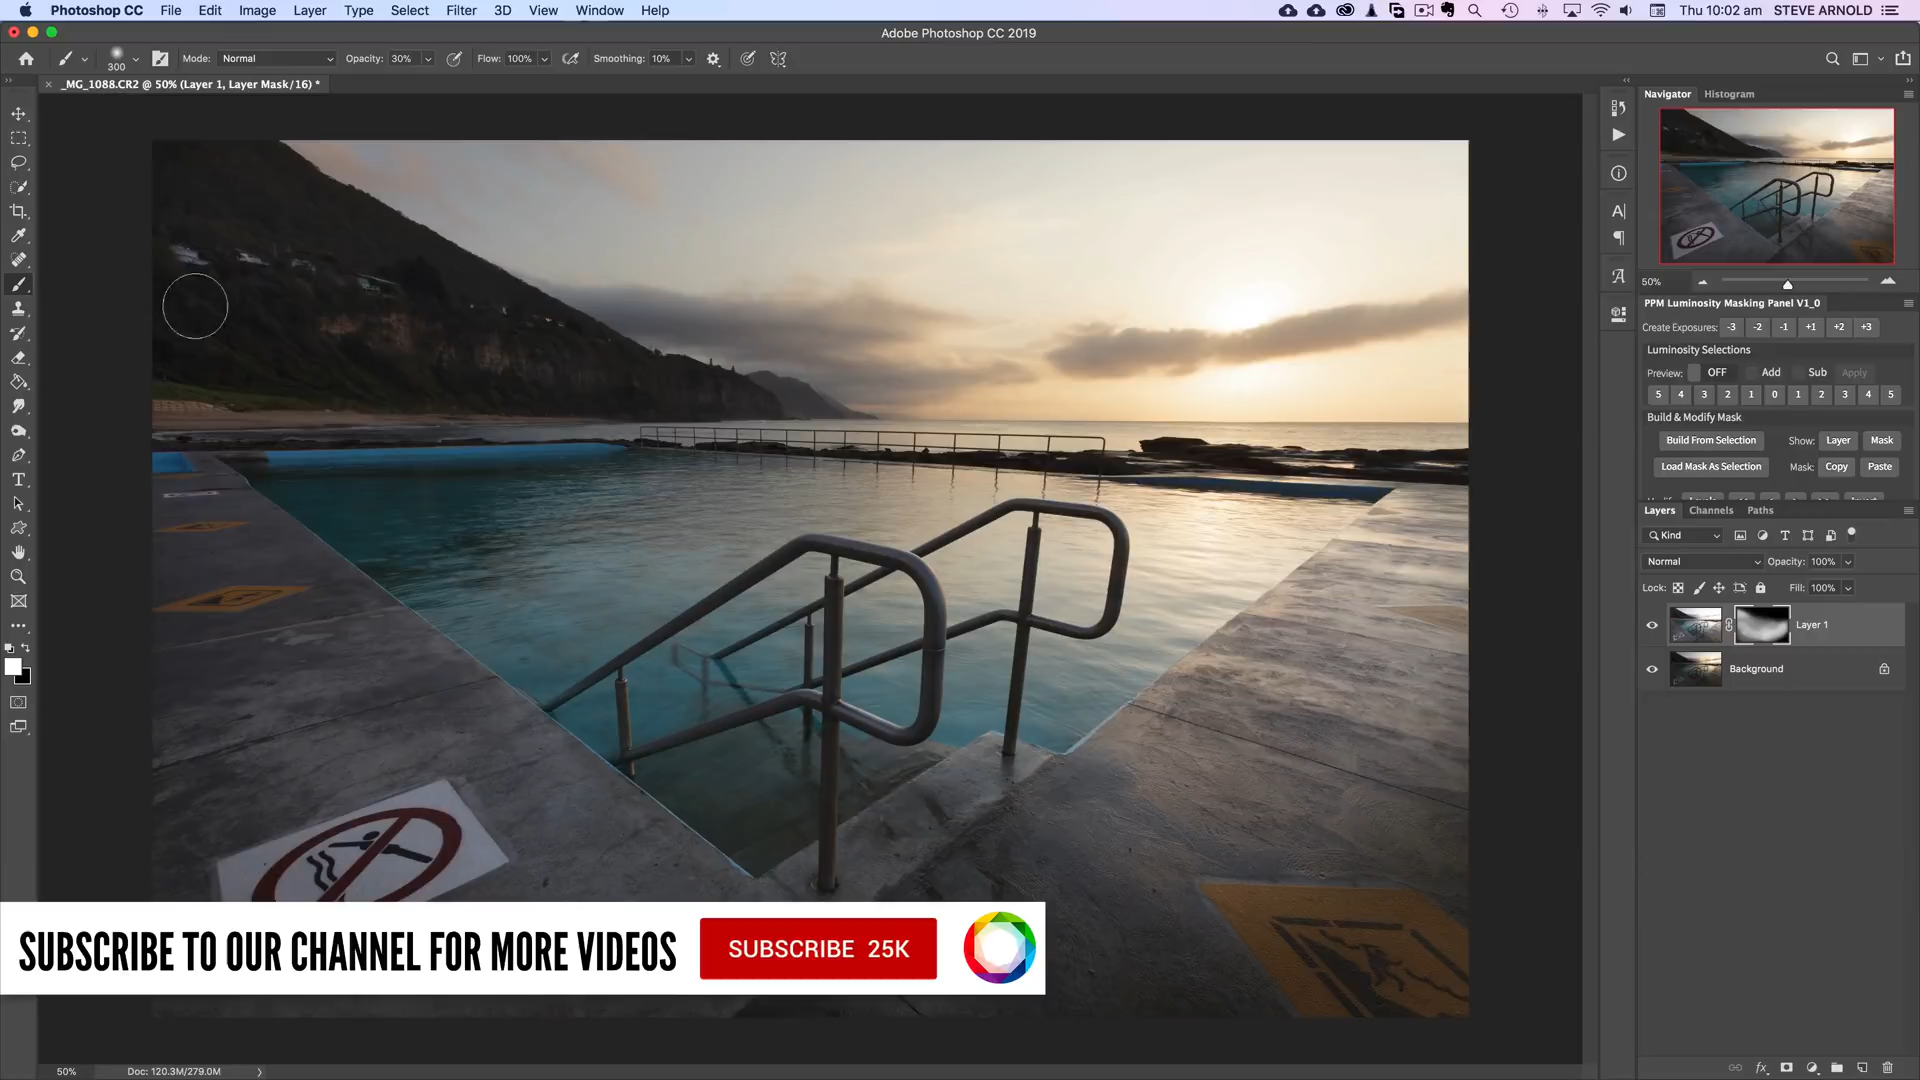 Photoshop CC File Edit Image Layer Type Select Filter 3D View Window Help
Thu 10:02 am STEVE ARNOLD
Adobe Photoshop CC 2019
300 Mode: Normal Opacity: 30% Flow: 100% Smoothing: 10%
_MG_1088.CR2 @ 50% (Layer 1, Layer Mask/16) *
Navigator Histogram
50%
PPM Luminosity Masking Panel V1_0
Create Exposures: -3 -2 -1 +1 +2 +3
Luminosity Selections
Preview: OFF Add Sub Apply
5 4 3 2 1 0 1 2 3 4 5
Build & Modify Mask
Build From Selection Show: Layer Mask
Load Mask As Selection Mask: Copy Paste
Layers Channels Paths
Kind
Normal Opacity: 100%
Lock: Fill: 100%
Layer 1
Background
SUBSCRIBE TO OUR CHANNEL FOR MORE VIDEOS
SUBSCRIBE 25K
50% Doc: 120.3M/279.0M